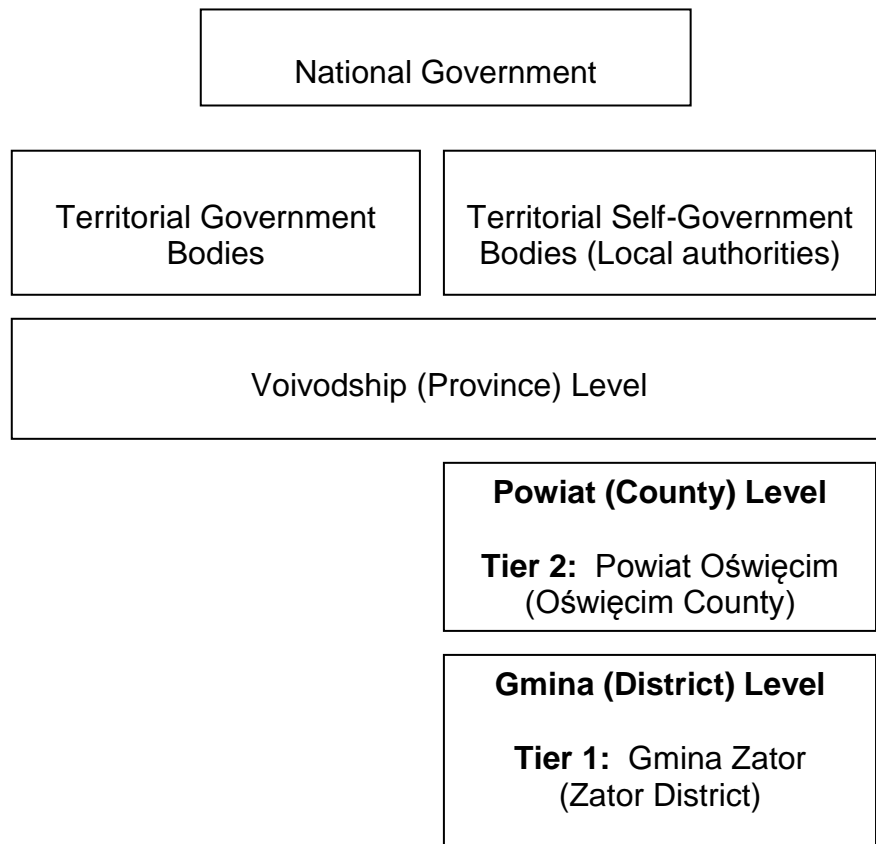 National Government
Territorial Government
Bodies
Territorial Self-Government
Bodies (Local authorities)
Voivodship (Province) Level
Powiat (County) Level
Tier 2: Powiat Oświęcim
(Oświęcim County)
Gmina (District) Level
Tier 1: Gmina Zator
(Zator District)